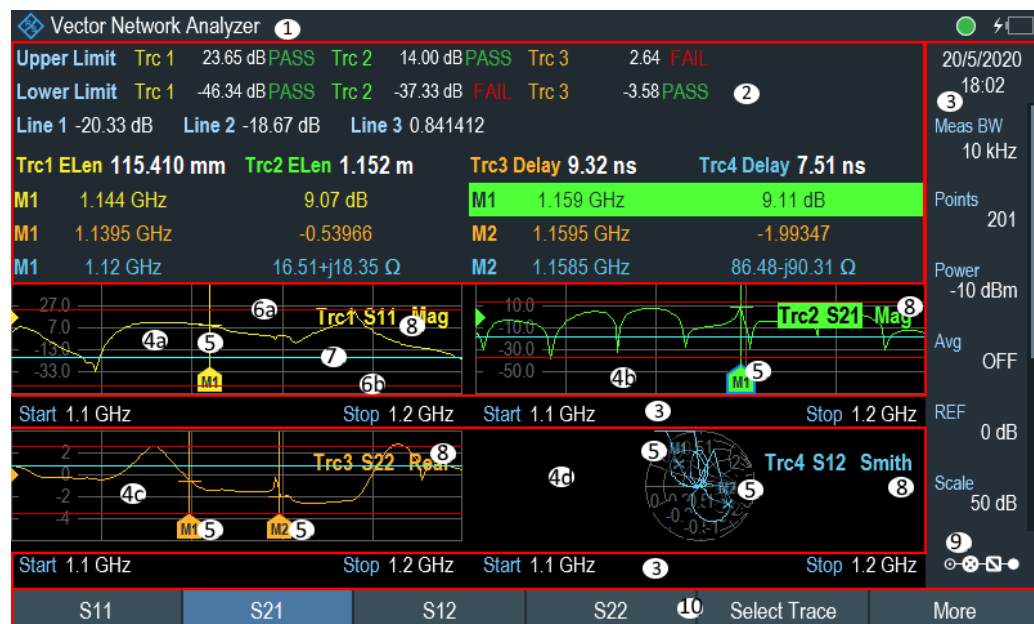 Vector Network Analyzer 1
Upper Limit Trc 1 23.65 dB PASS Trc 2 14.00 dB PASS Trc 3 2.64 FAIL
Lower Limit Trc 1 -46.34 dB PASS Trc 2 -37.33 dB FAIL Trc 3 -3.58 PASS 2
Line 1 -20.33 dB Line 2 -18.67 dB Line 3 0.841412
Trc1 ELen 115.410 mm Trc2 ELen 1.152 m Trc3 Delay 9.32 ns Trc4 Delay 7.51 ns
M1 1.144 GHz 9.07 dB M1 1.159 GHz 9.11 dB
M1 1.1395 GHz -0.53966 M2 1.1595 GHz -1.99347
M1 1.12 GHz 16.51+j18.35 Ω M2 1.1585 GHz 86.48-j90.31 Ω
27.0 6a Trc1 S11 Mag 8
7.0 4a 5
-13.0 7
-33.0 M1 6b
10.0 Trc2 S21 Mag 8
-10.0
-30.0
-50.0 4b M1 5
Start 1.1 GHz Stop 1.2 GHz Start 1.1 GHz 3 Stop 1.2 GHz
2 Trc3 S22 Real 8
0
-2 4c
-4 M1 5 M2 5
4d 5 M1 Trc4 S12 Smith
M2 5 8
Start 1.1 GHz Stop 1.2 GHz Start 1.1 GHz 3 Stop 1.2 GHz
20/5/2020
18:02
3
Meas BW
10 kHz
Points
201
Power
-10 dBm
Avg
OFF
REF
0 dB
Scale
50 dB
9
S11 S21 S12 S22 10 Select Trace More